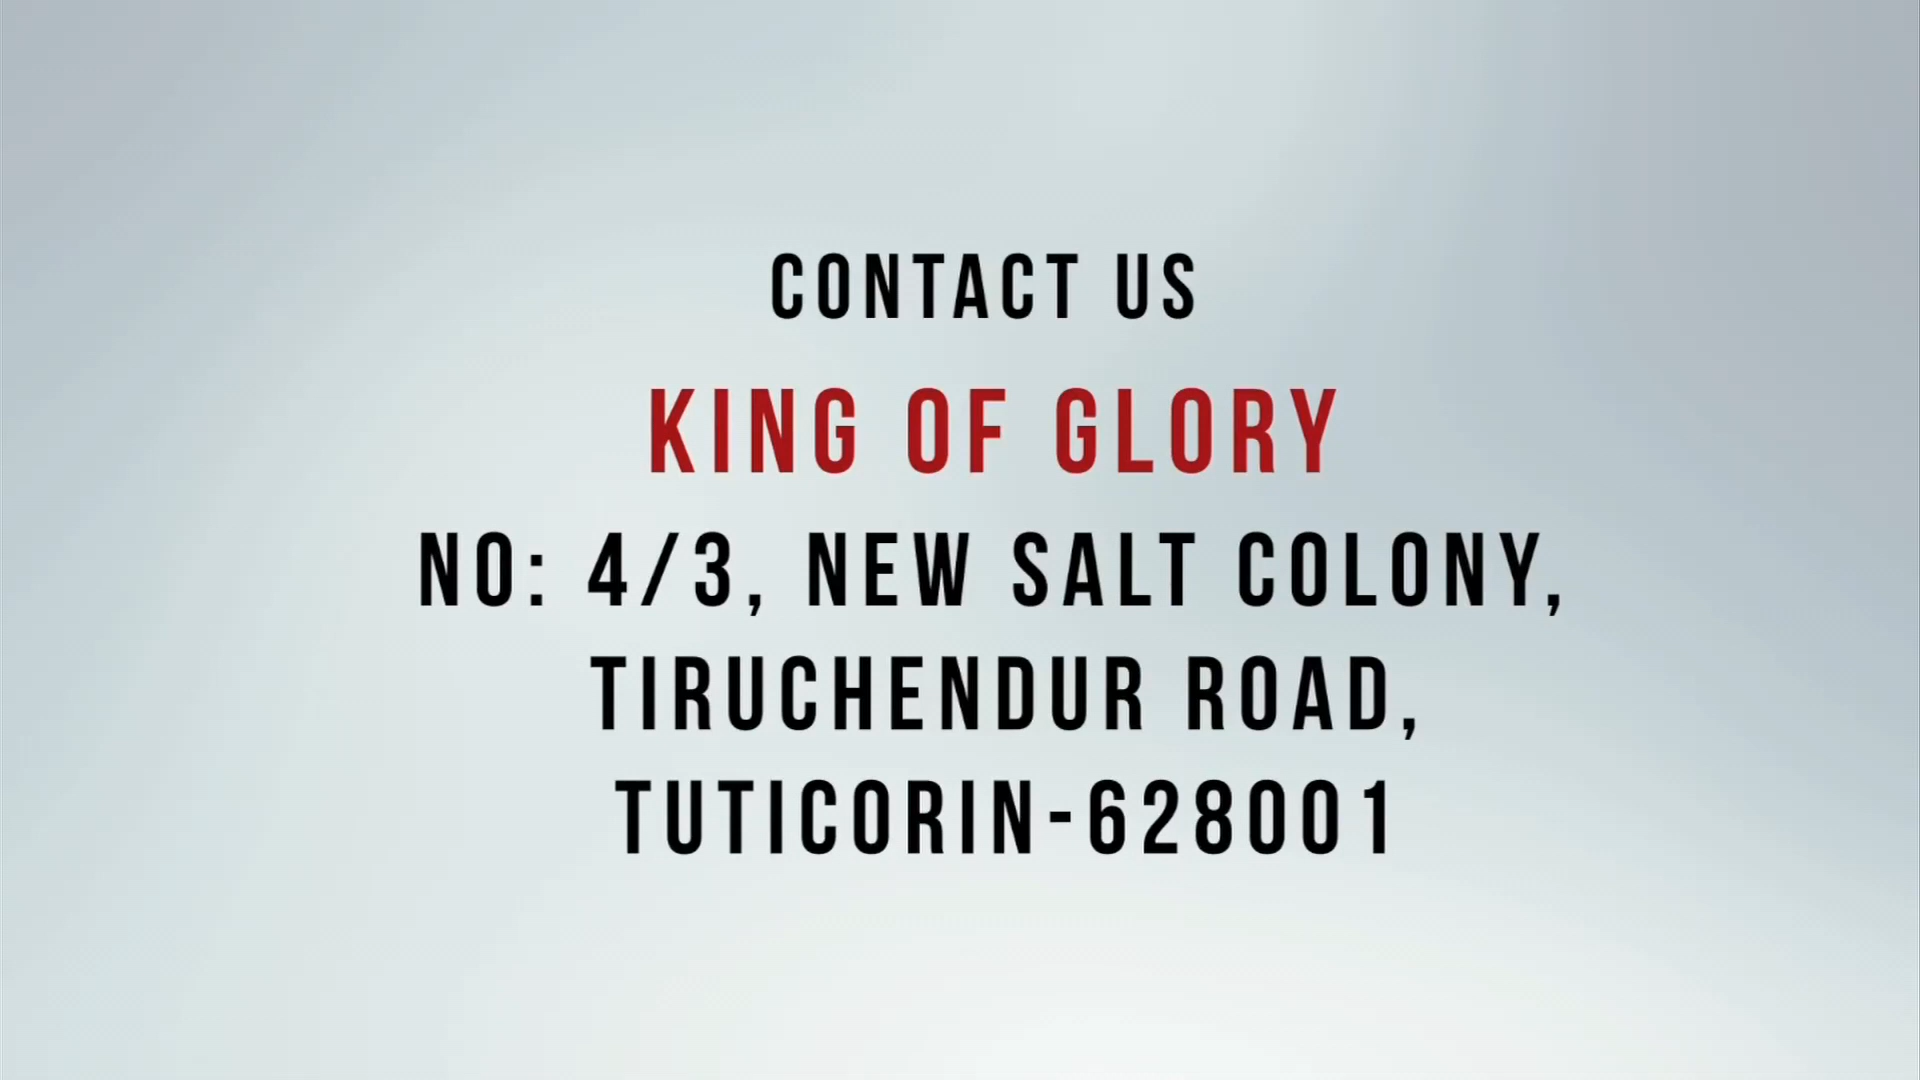 CONTACT US
KING OF GLORY
NO: 4/3, NEW SALT COLONY,
TIRUCHENDUR ROAD,
TUTICORIN-628001